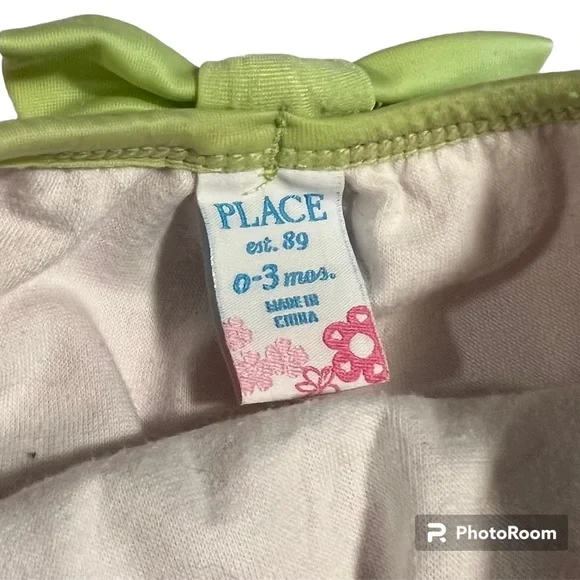 PLACE
est. 89
0-3 mos.
MADE IN
CHINA
PhotoRoom